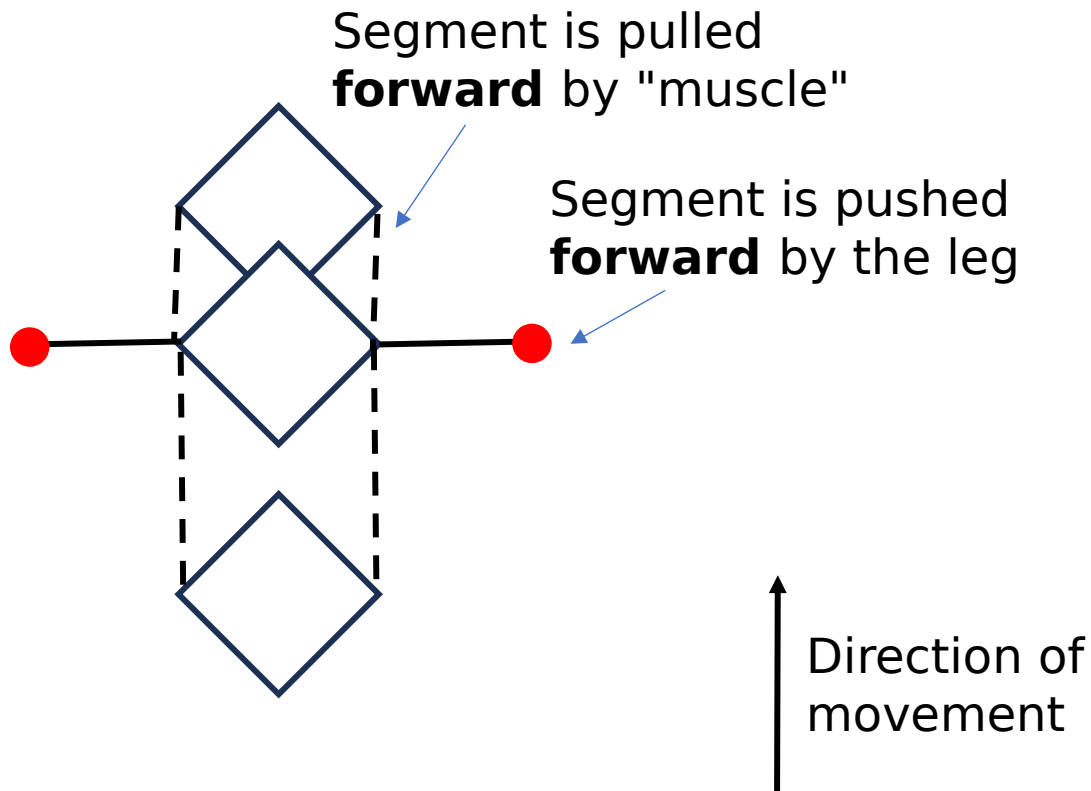 Segment is pulled
forward by "muscle"
Segment is pushed
forward by the leg
Direction of
movement